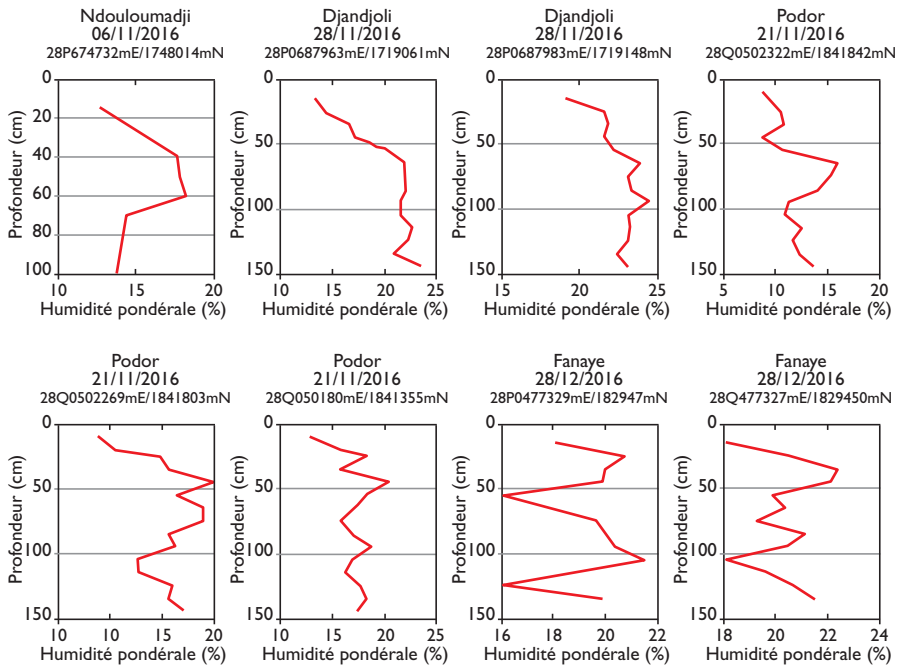 Ndouloumadji
06/11/2016
28P674732mE/1748014mN
0
20
40
60
80
100
Profondeur (cm)
10 15 20
Humidité pondérale (%)
Djandjoli
28/11/2016
28P0687963mE/1719061mN
0
50
100
150
Profondeur (cm)
10 15 20 25
Humidité pondérale (%)
Djandjoli
28/11/2016
28P0687983mE/1719148mN
0
50
100
150
Profondeur (cm)
10 15 20 25
Humidité pondérale (%)
Podor
21/11/2016
28Q0502322mE/1841842mN
0
50
100
150
Profondeur (cm)
5 10 15 20
Humidité pondérale (%)
Podor
21/11/2016
28Q0502269mE/1841803mN
0
50
100
150
Profondeur (cm)
10 10 15 20
Humidité pondérale (%)
Podor
21/11/2016
28Q050180mE/1841355mN
0
50
100
150
Profondeur (cm)
10 15 20 25
Humidité pondérale (%)
Fanaye
28/12/2016
28P0477329mE/182947mN
0
50
100
150
Profondeur (cm)
16 20 22
Humidité pondérale (%)
Fanaye
28/12/2016
28Q477327mE/1829450mN
0
50
100
150
Profondeur (cm)
18 20 22 24
Humidité pondérale (%)